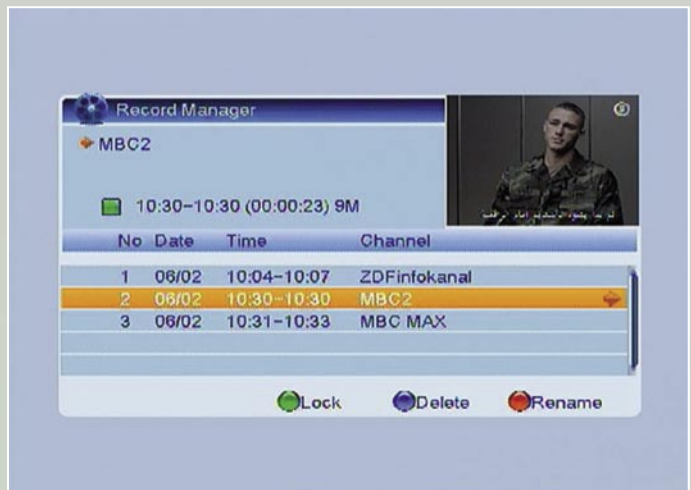 Record Manager
MBC2
10:30-10:30 (00:00:23) 9M
No Date Time Channel
1 06/02 10:04-10:07 ZDFinfokanal
2 06/02 10:30-10:30 MBC2
3 06/02 10:31-10:33 MBC MAX
Lock Delete Rename